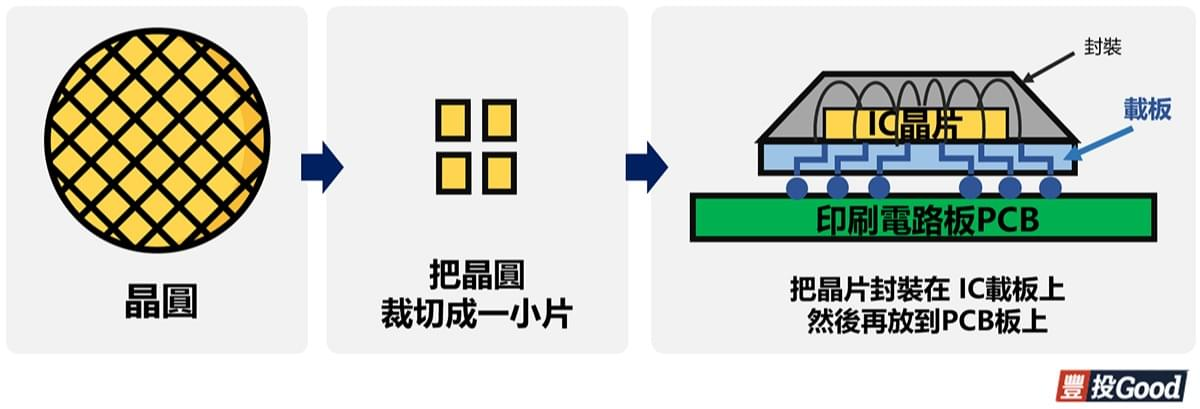 晶圓
把晶圓
裁切成一小片
封裝
載板
IC晶片
印刷電路板PCB
把晶片封裝在 IC載板上
然後再放到PCB板上
豐投Good